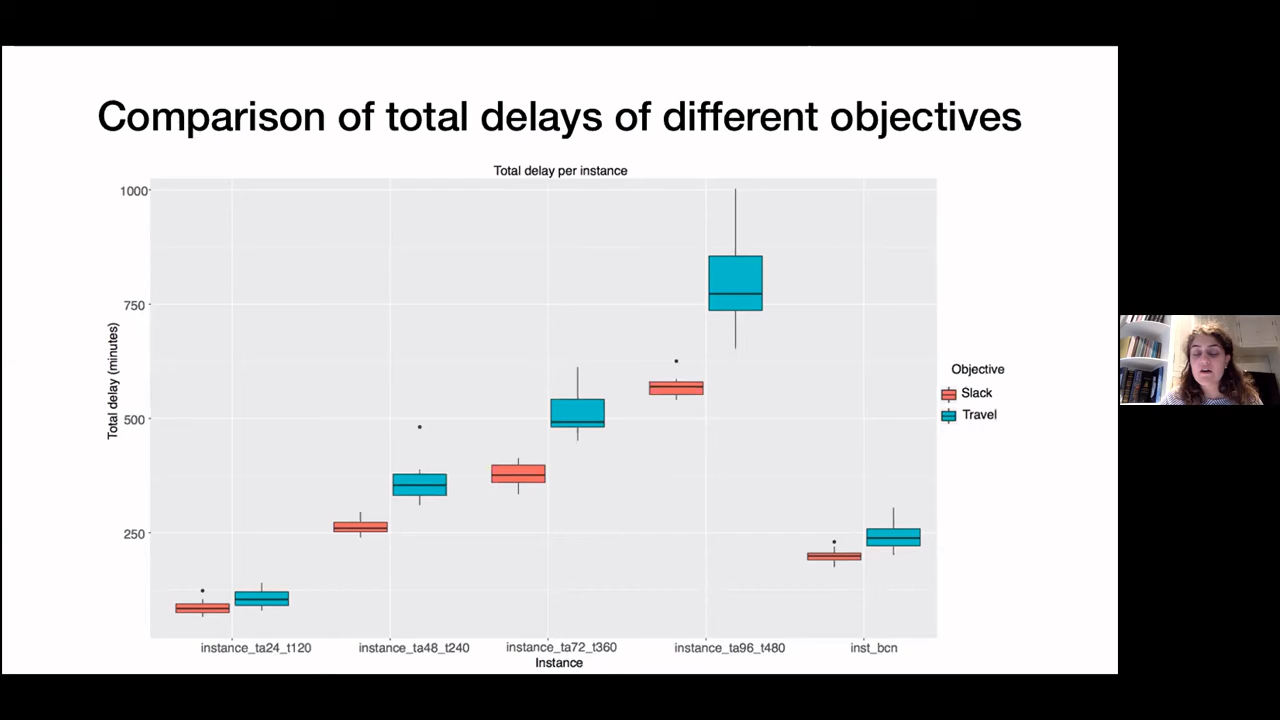 Comparison of total delays of different objectives
Total delay per instance
1000
750
500
250
Total delay (minutes)
instance_ta24_t120
instance_ta48_t240
instance_ta72_t360
instance_ta96_t480
inst_bcn
Instance
Objective
Slack
Travel